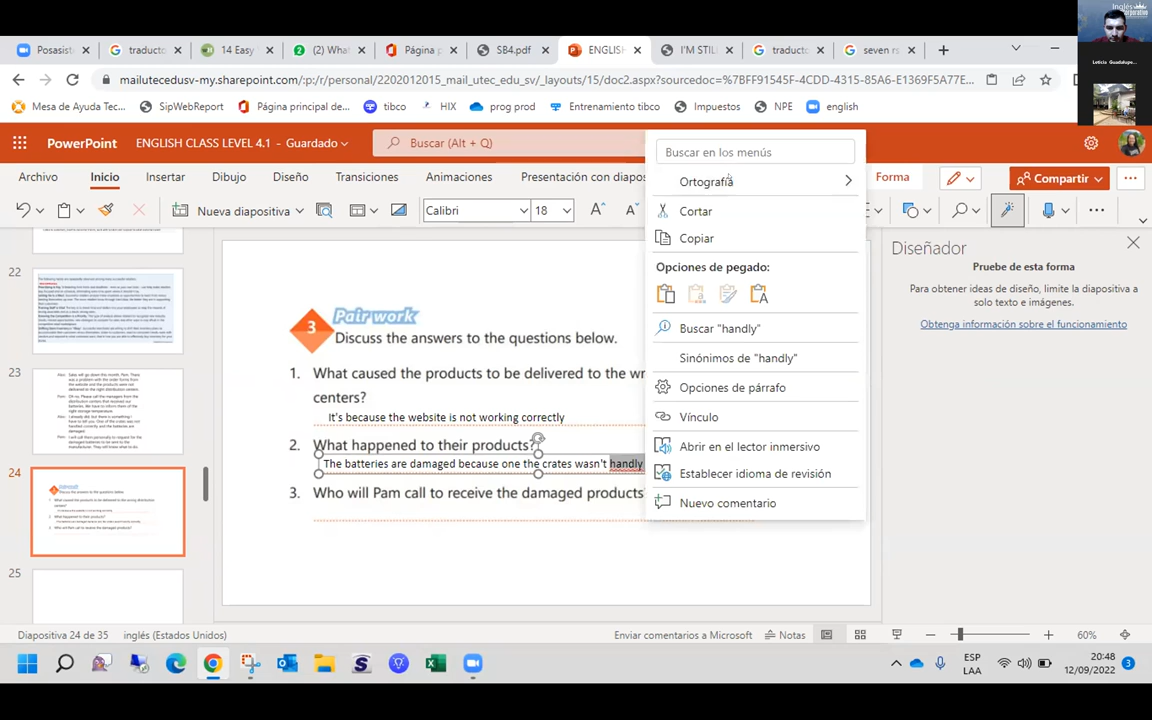 Inglés
Corporation
Posasist
traducto
14 Easy
(2) What
Página p
SB4.pdf
ENGLISH
I'M STILL
traducto
seven rs
mailutecedusv-my.sharepoint.com/:p:/r/personal/2202012015_mail_utec_edu_sv/_layouts/15/doc2.aspx?sourcedoc=%7BFF91545F-4CDD-4315-85A6-E1369F5A77E...
Leticia Guadalupe...
Mesa de Ayuda Tec...
SipWebReport
Página principal de...
tibco
HIX
prog prod
Entrenamiento tibco
Impuestos
NPE
english
PowerPoint
ENGLISH CLASS LEVEL 4.1 - Guardado
Buscar (Alt + Q)
Archivo
Inicio
Insertar
Dibujo
Diseño
Transiciones
Animaciones
Presentación con diapos
Forma
Compartir
Nueva diapositiva
Calibri
18
Buscar en los menús
Ortografía
Cortar
Copiar
Opciones de pegado:
Buscar "handly"
Sinónimos de "handly"
Opciones de párrafo
Vínculo
Abrir en el lector inmersivo
Establecer idioma de revisión
Nuevo comentario
Diseñador
Prueba de esta forma
Para obtener ideas de diseño, limite la diapositiva a
solo texto e imágenes.
Obtenga información sobre el funcionamiento
22
23
24
25
3
Pair work
Discuss the answers to the questions below.
1. What caused the products to be delivered to the wr
centers?
It's because the website is not working correctly
2. What happened to their products?
The batteries are damaged because one the crates wasn't handly
3. Who will Pam call to receive the damaged products
Diapositiva 24 de 35
inglés (Estados Unidos)
Enviar comentarios a Microsoft
Notas
60%
ESP
LAA
20:48
12/09/2022
3